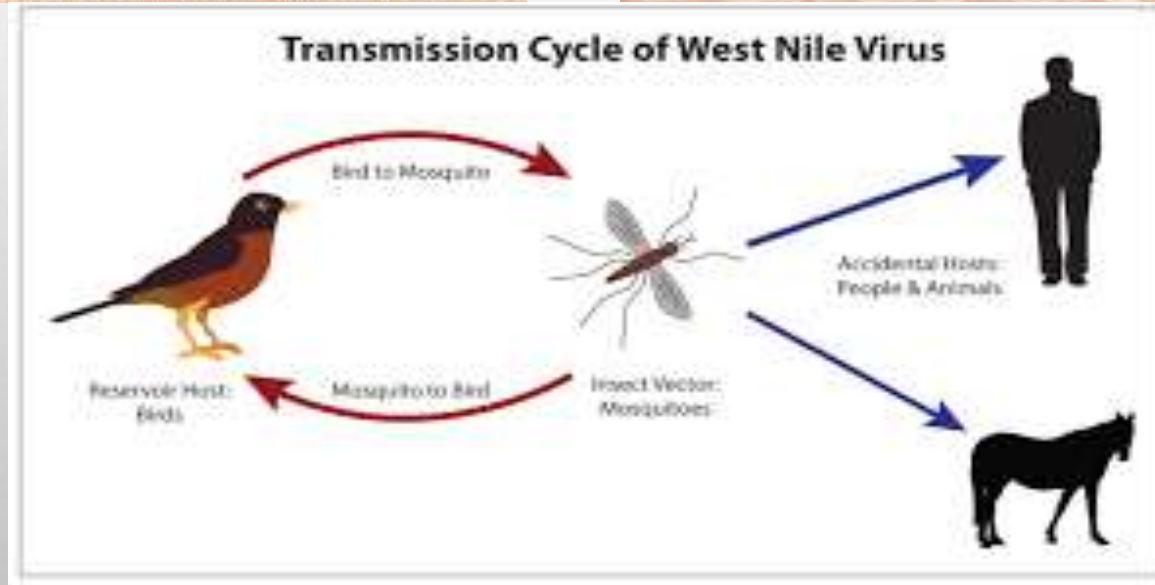 Transmission Cycle of West Nile Virus
Bird to Mosquito
Accidental Hosts:
People & Animals
Reservoir Host:
Birds
Mosquito to Bird
Insect Vector:
Mosquitoes